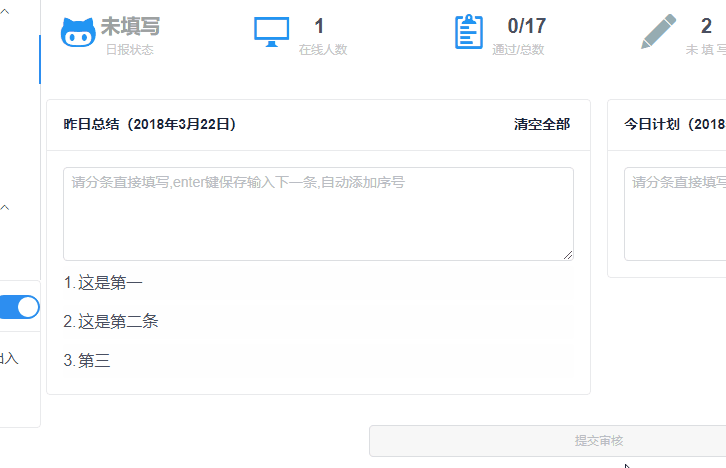 未填写
日报状态
1
在线人数
0/17
通过/总数
2
未 填 写
昨日总结（2018年3月22日）
清空全部
今日计划（2018
请分条直接填写,enter键保存输入下一条,自动添加序号
请分条直接填写
1.这是第一
2.这是第二条
3.第三
出入
提交审核